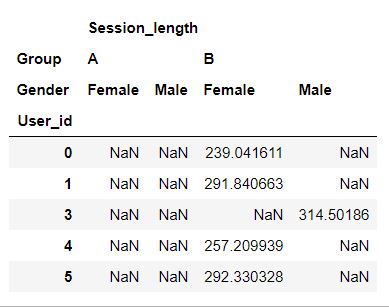 Session_length
Group A B
Gender Female Male Female Male
User_id
0 NaN NaN 239.041611 NaN
1 NaN NaN 291.840663 NaN
3 NaN NaN NaN 314.50186
4 NaN NaN 257.209939 NaN
5 NaN NaN 292.330328 NaN